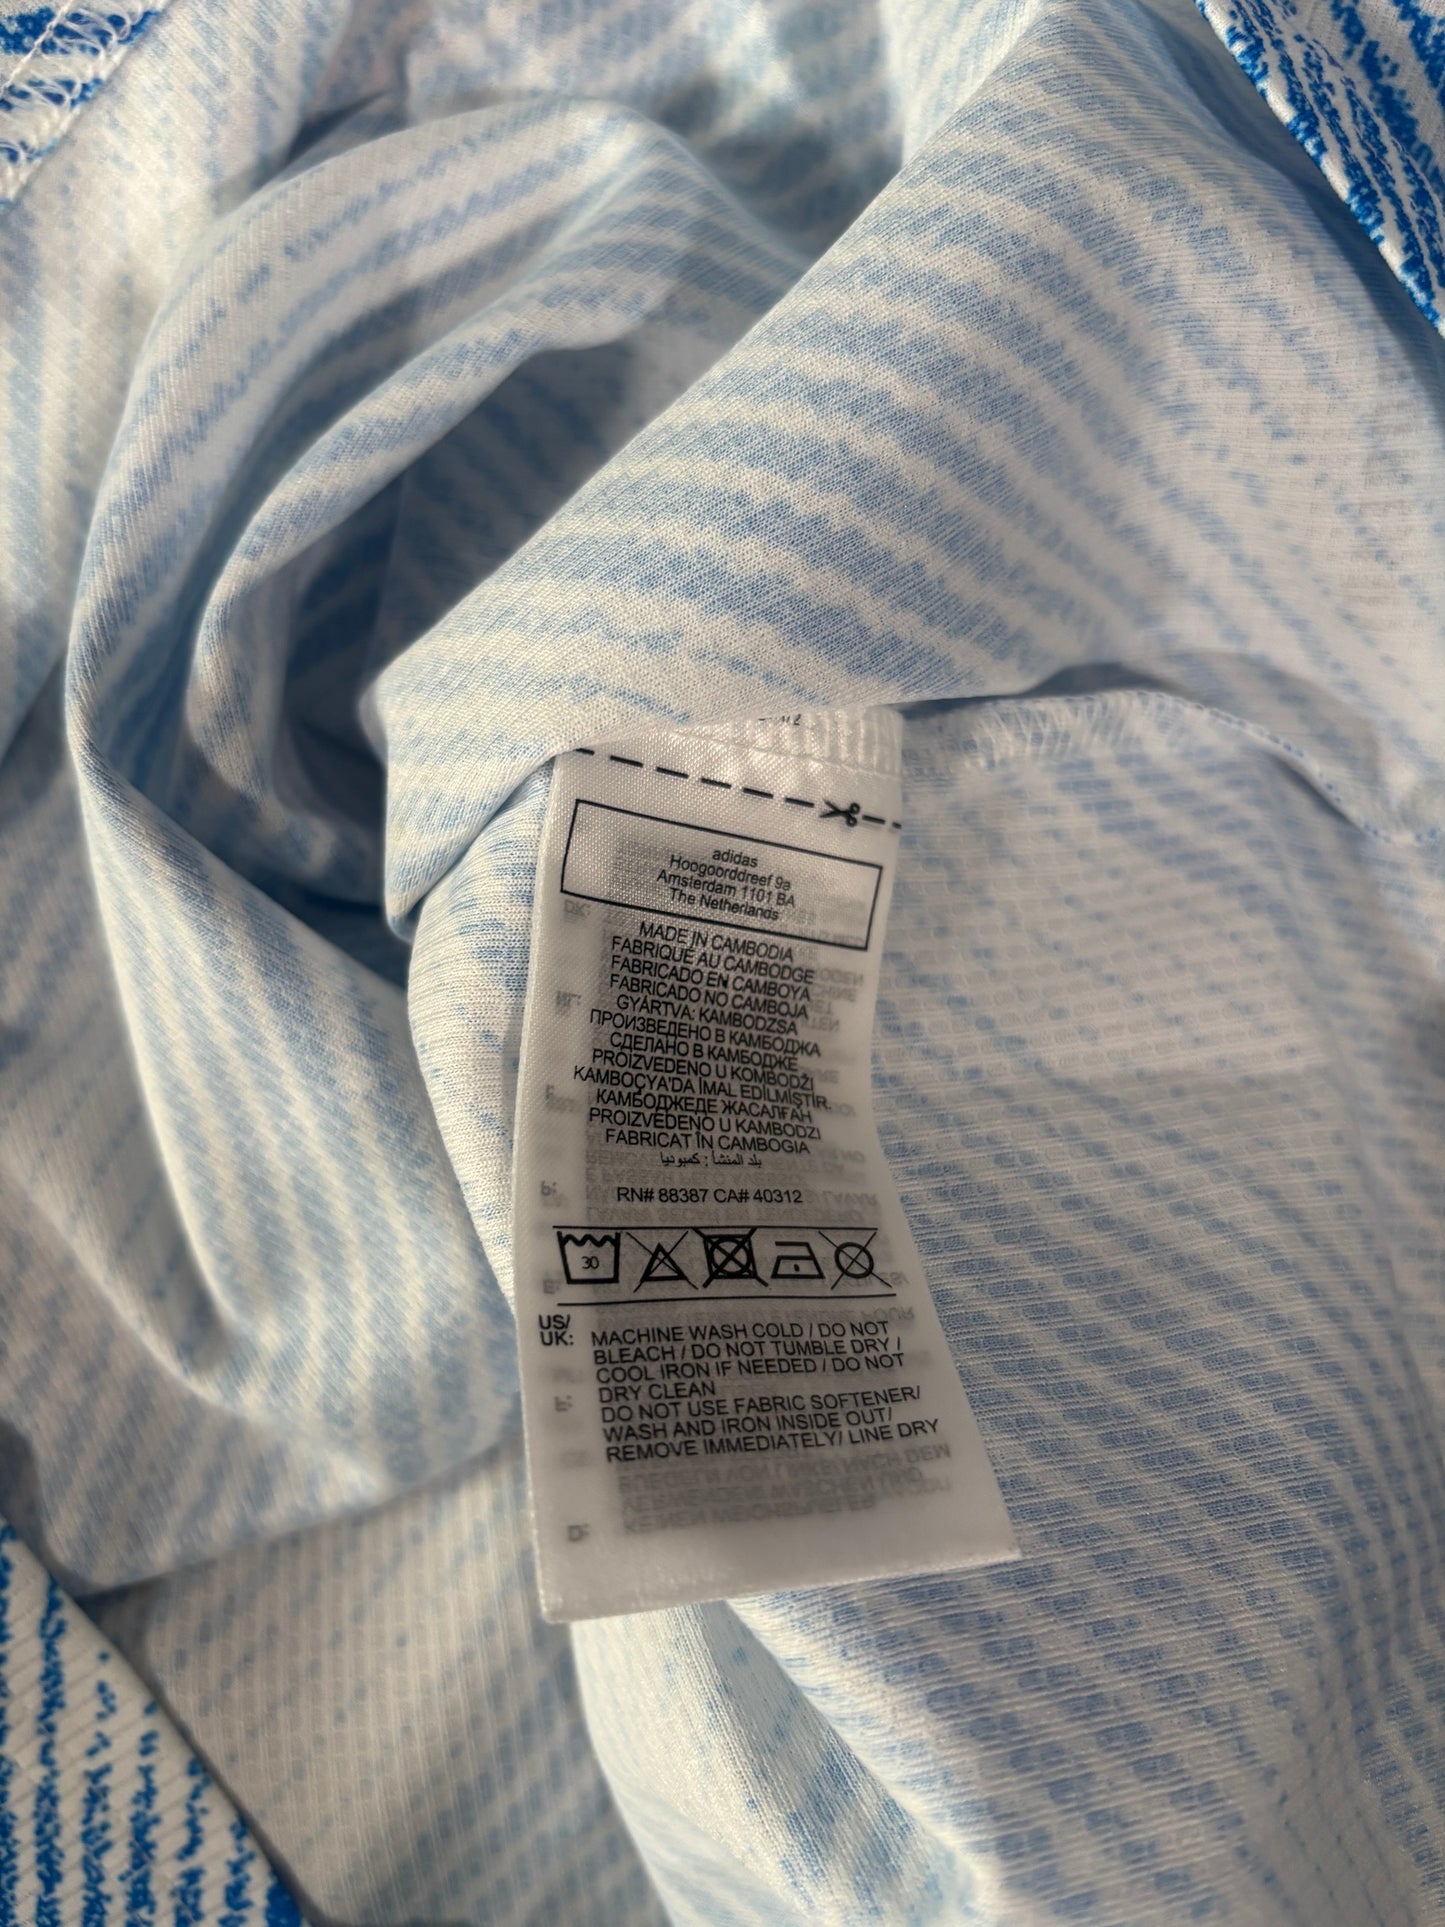 adidas
Hoogoorddreef 9a
Amsterdam 1101 BA
The Netherlands
MADE IN CAMBODIA
FABRIQUÉ AU CAMBODGE
FABRICADO EN CAMBOYA
FABRICADO NO CAMBOJA
GYÁRTVA: KAMBODZSA
ПРОИЗВЕДЕНО В КАМБОДЖА
СДЕЛАНО В КАМБОДЖЕ
PROIZVEDENO U KOMBODŽI
KAMBOÇYA'DA İMAL EDİLMİŞTİR.
КАМБОДЖЕДЕ ЖАСАЛҒАН
PROIZVEDENO U KAMBODZI
FABRICAT ÎN CAMBOGIA
بلد المنشأ : كمبوديا
RN# 88387 CA# 40312
30
US/
UK: MACHINE WASH COLD / DO NOT
BLEACH / DO NOT TUMBLE DRY /
COOL IRON IF NEEDED / DO NOT
DRY CLEAN
DO NOT USE FABRIC SOFTENER/
WASH AND IRON INSIDE OUT/
REMOVE IMMEDIATELY/ LINE DRY